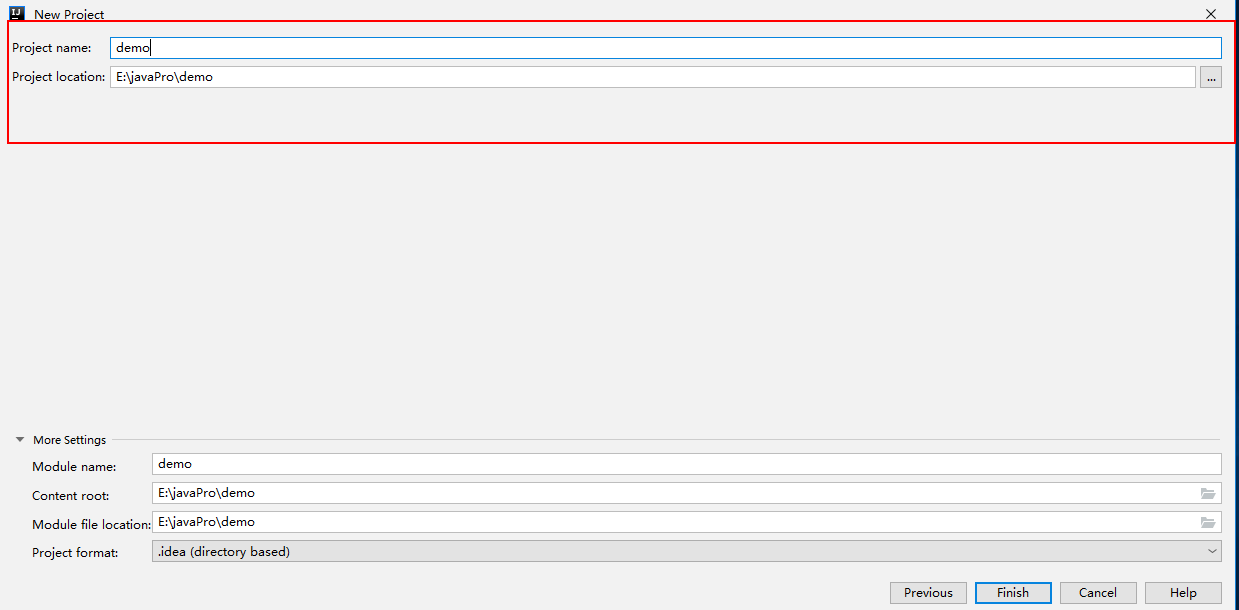 IJ New Project
Project name: demo
Project location: E:\javaPro\demo ...
More Settings
Module name: demo
Content root: E:\javaPro\demo
Module file location: E:\javaPro\demo
Project format: .idea (directory based)
Previous Finish Cancel Help